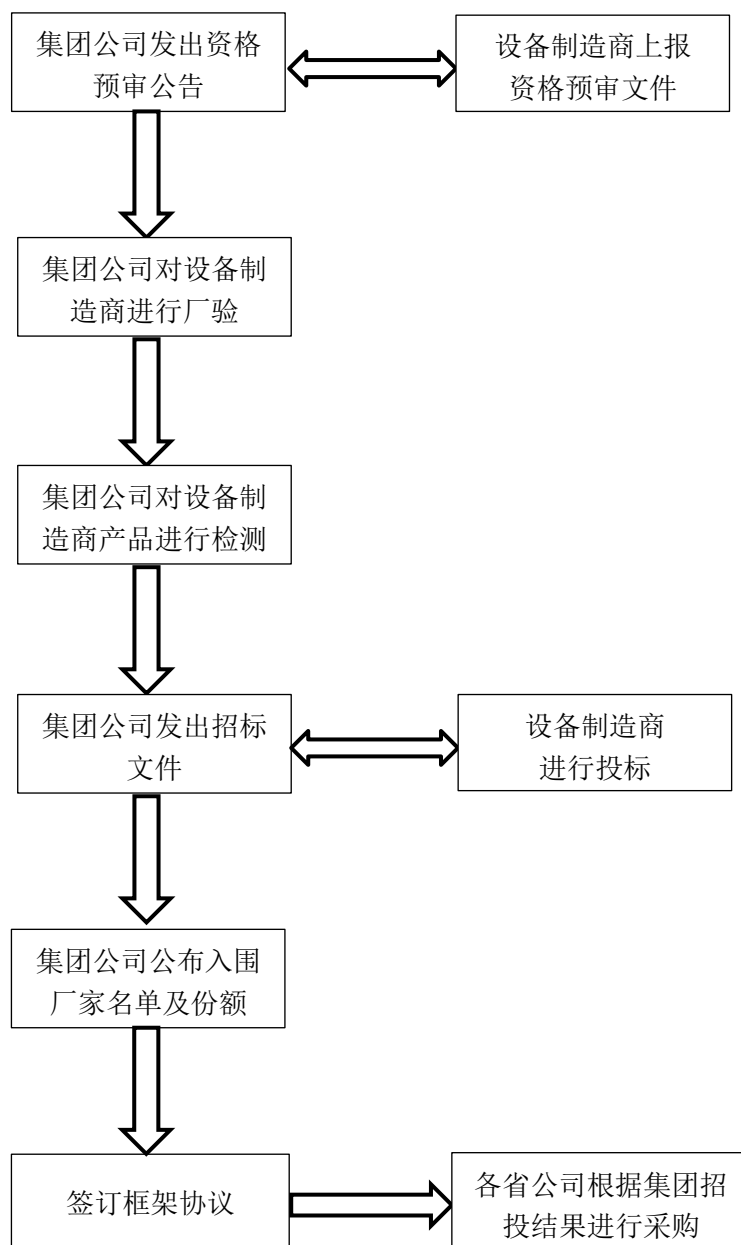 集团公司发出资格
预审公告
设备制造商上报
资格预审文件
集团公司对设备制
造商进行厂验
集团公司对设备制
造商产品进行检测
集团公司发出招标
文件
设备制造商
进行投标
集团公司公布入围
厂家名单及份额
签订框架协议
各省公司根据集团招
投结果进行采购